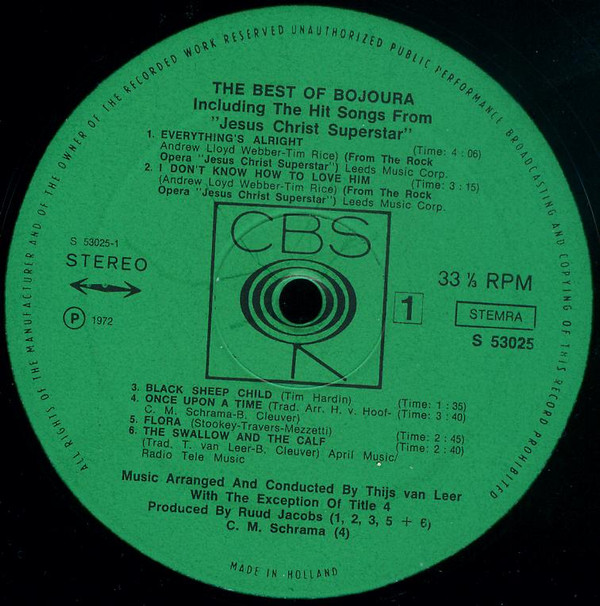 ALL RIGHTS OF THE MANUFACTURER AND OF THE OWNER OF THE RECORDED WORK RESERVED UNAUTHORIZED PUBLIC PERFORMANCE BROADCASTING AND COPYING OF THIS RECORD PROHIBITED
THE BEST OF BOJOURA
Including The Hit Songs From
"Jesus Christ Superstar"
1. EVERYTHING'S ALRIGHT (Time: 4 : 06)
Andrew Lloyd Webber-Tim Rice) (From The Rock
Opera "Jesus Christ Superstar") Leeds Music Corp.
2. I DON'T KNOW HOW TO LOVE HIM (Time: 3 : 15)
(Andrew Lloyd Webber-Tim Rice) (From The Rock
Opera "Jesus Christ Superstar") Leeds Music Corp.
CBS
S 53025-1
STEREO
Ⓟ 1972
33 ⅓ RPM
1
STEMRA
S 53025
3. BLACK SHEEP CHILD (Tim Hardin) (Time: 1 : 35)
4. ONCE UPON A TIME (Trad. Arr. H. v. Hoof- (Time: 3 : 40)
C. M. Schrama-B. Cleuver)
5. FLORA (Stookey-Travers-Mezzetti) (Time: 2 : 45)
6. THE SWALLOW AND THE CALF (Time: 2 : 40)
(Trad. T. van Leer-B. Cleuver) April Music/
Radio Tele Music
Music Arranged And Conducted By Thijs van Leer
With The Exception Of Title 4
Produced By Ruud Jacobs (1, 2, 3, 5 + 6)
C. M. Schrama (4)
MADE IN HOLLAND